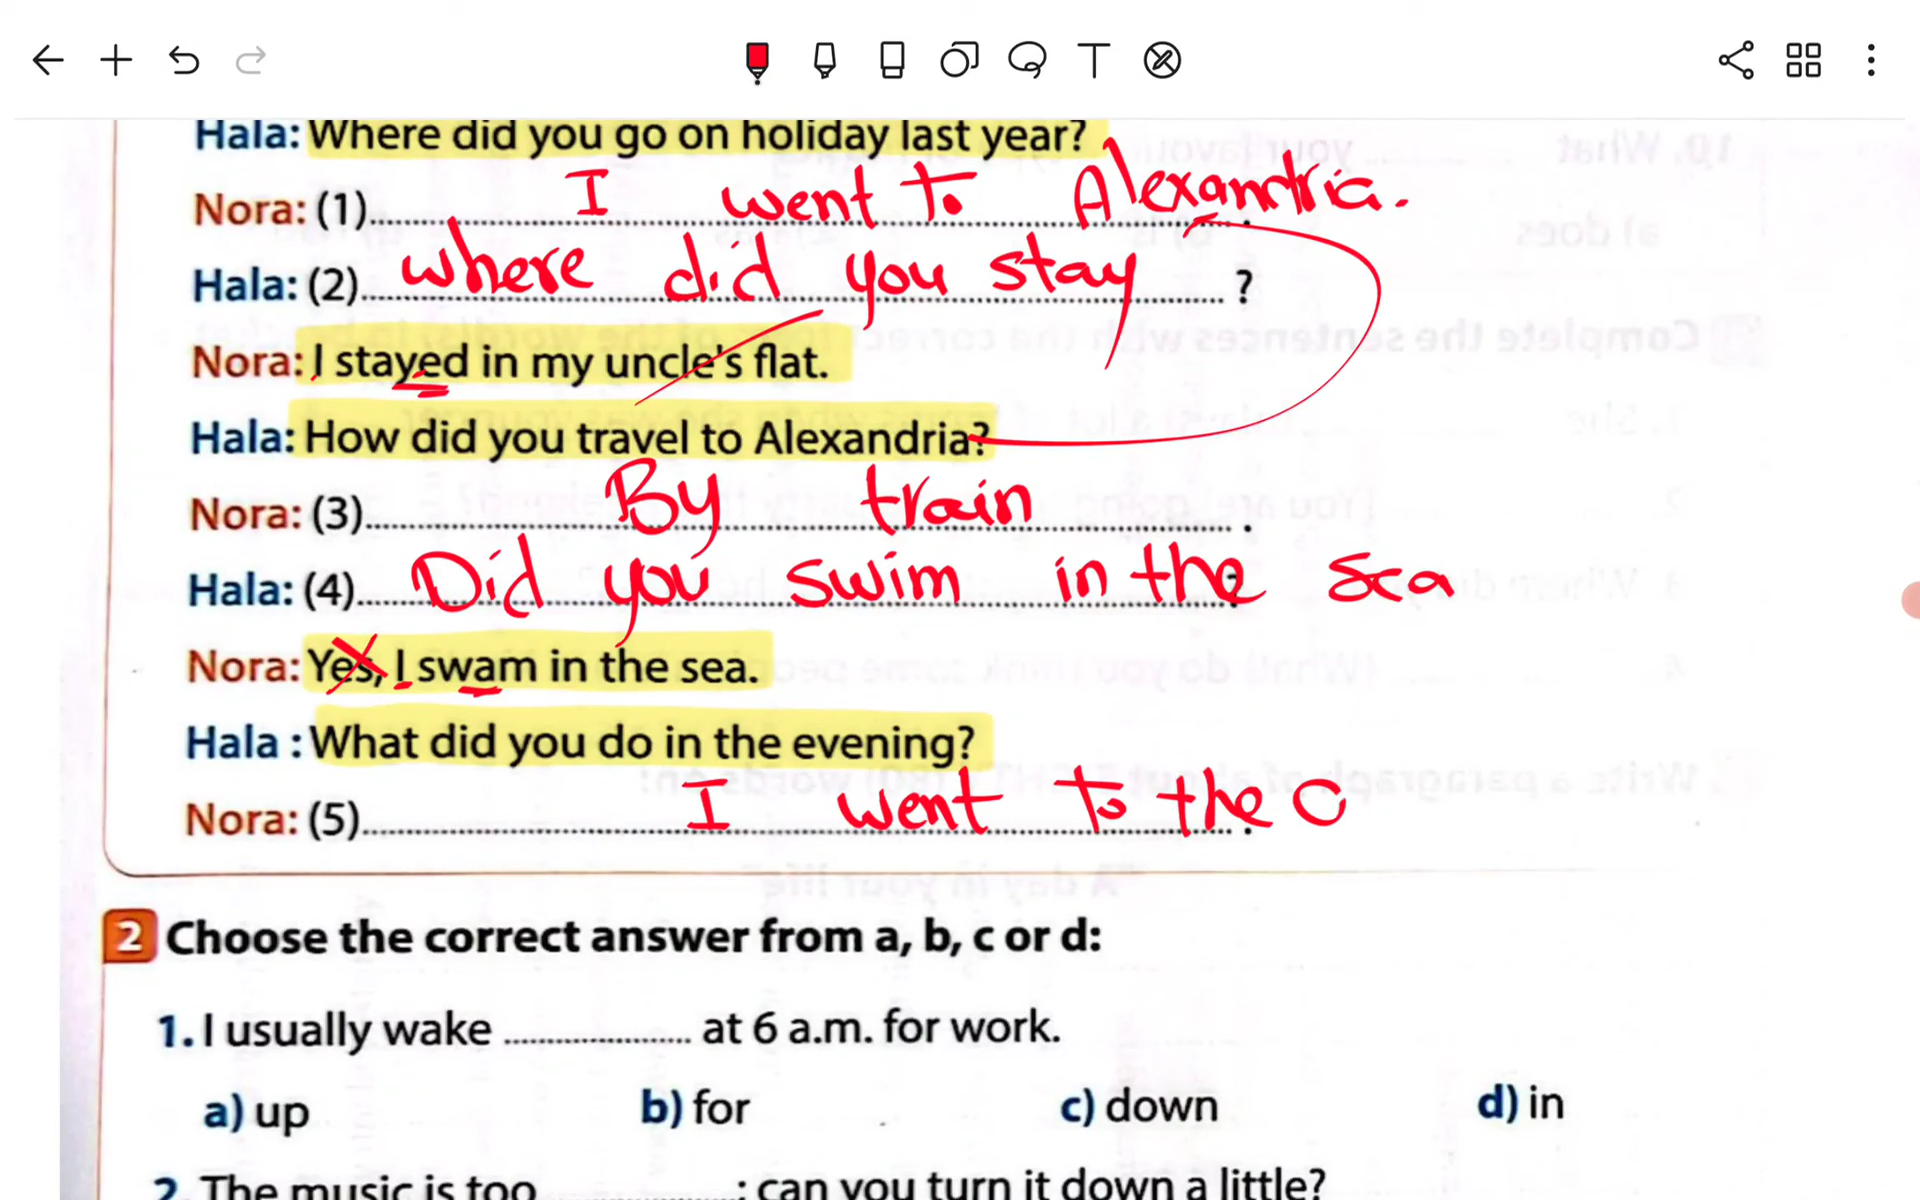 Hala: Where did you go on holiday last year?
Nora: (1) I went to Alexandria.
Hala: (2) where did you stay ?
Nora: I stayed in my uncle's flat.
Hala: How did you travel to Alexandria?
Nora: (3) By train .
Hala: (4) Did you swim in the sea
Nora: Yes, I swam in the sea.
Hala : What did you do in the evening?
Nora: (5) I went to the C
2 Choose the correct answer from a, b, c or d:
1. I usually wake .................... at 6 a.m. for work.
a) up b) for c) down d) in
2. The music is too .................... ; can you turn it down a little?